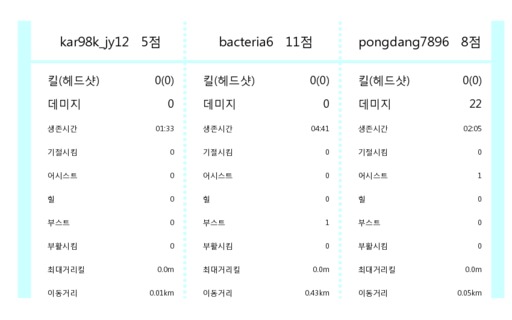 kar98k_jy12 5점 bacteria6 11점 pongdang7896 8점
킬(헤드샷) 0(0) 킬(헤드샷) 0(0) 킬(헤드샷) 0(0)
데미지 0 데미지 0 데미지 22
생존시간 01:33 생존시간 04:41 생존시간 02:05
기절시킴 0 기절시킴 0 기절시킴 0
어시스트 0 어시스트 0 어시스트 1
힐 0 힐 0 힐 0
부스트 0 부스트 1 부스트 0
부활시킴 0 부활시킴 0 부활시킴 0
최대거리킬 0.0m 최대거리킬 0.0m 최대거리킬 0.0m
이동거리 0.01km 이동거리 0.43km 이동거리 0.05km